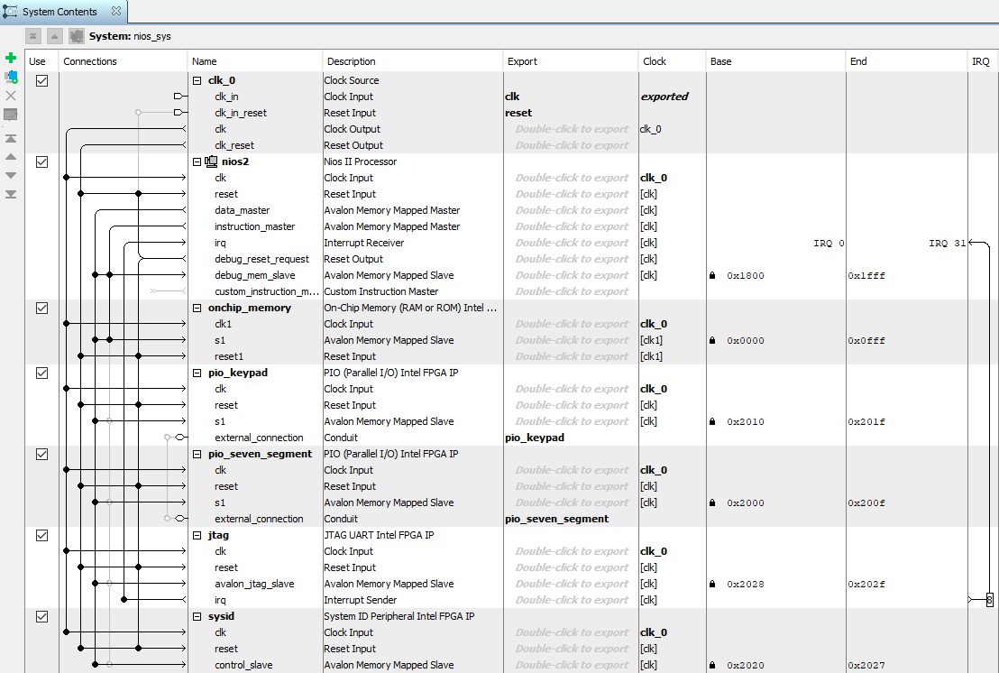 System Contents
System: nios_sys
Use Connections Name Description Export Clock Base End IRQ
clk_0 Clock Source
clk_in Clock Input clk exported
clk_in_reset Reset Input reset
clk Clock Output Double-click to export clk_0
clk_reset Reset Output Double-click to export
nios2 Nios II Processor
clk Clock Input Double-click to export clk_0
reset Reset Input Double-click to export [clk]
data_master Avalon Memory Mapped Master Double-click to export [clk]
instruction_master Avalon Memory Mapped Master Double-click to export [clk]
irq Interrupt Receiver Double-click to export [clk] IRQ 0 IRQ 31
debug_reset_request Reset Output Double-click to export [clk]
debug_mem_slave Avalon Memory Mapped Slave Double-click to export [clk] 0x1800 0x1fff
custom_instruction_m... Custom Instruction Master Double-click to export
onchip_memory On-Chip Memory (RAM or ROM) Intel ...
clk1 Clock Input Double-click to export clk_0
s1 Avalon Memory Mapped Slave Double-click to export [clk1] 0x0000 0x0fff
reset1 Reset Input Double-click to export [clk1]
pio_keypad PIO (Parallel I/O) Intel FPGA IP
clk Clock Input Double-click to export clk_0
reset Reset Input Double-click to export [clk]
s1 Avalon Memory Mapped Slave Double-click to export [clk] 0x2010 0x201f
external_connection Conduit pio_keypad
pio_seven_segment PIO (Parallel I/O) Intel FPGA IP
clk Clock Input Double-click to export clk_0
reset Reset Input Double-click to export [clk]
s1 Avalon Memory Mapped Slave Double-click to export [clk] 0x2000 0x200f
external_connection Conduit pio_seven_segment
jtag JTAG UART Intel FPGA IP
clk Clock Input Double-click to export clk_0
reset Reset Input Double-click to export [clk]
avalon_jtag_slave Avalon Memory Mapped Slave Double-click to export [clk] 0x2028 0x202f
irq Interrupt Sender Double-click to export [clk] 8
sysid System ID Peripheral Intel FPGA IP
clk Clock Input Double-click to export clk_0
reset Reset Input Double-click to export [clk]
control_slave Avalon Memory Mapped Slave Double-click to export [clk] 0x2020 0x2027